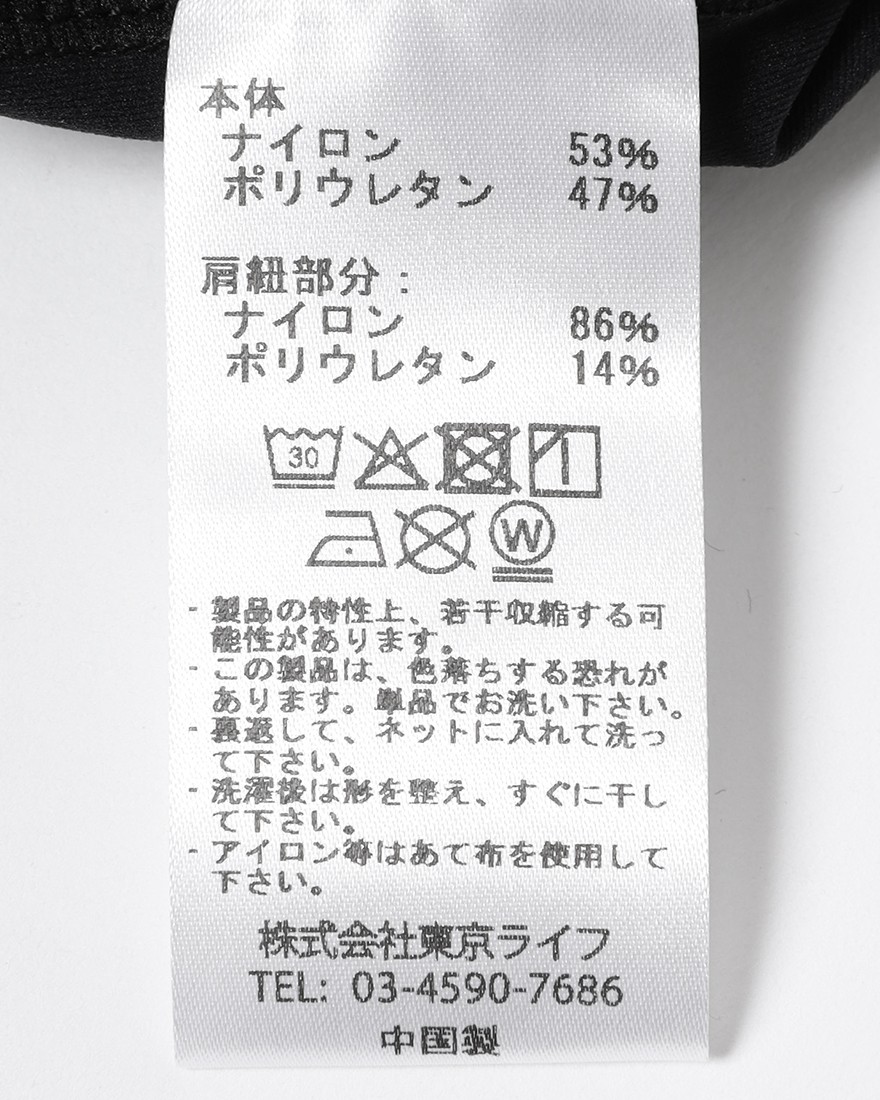 本体
ナイロン 53%
ポリウレタン 47%
肩紐部分：
ナイロン 86%
ポリウレタン 14%
30
W
- 製品の特性上、若干収縮する可
能性があります。
- この製品は、色落ちする恐れが
あります。単品でお洗い下さい。
- 裏返して、ネットに入れて洗っ
て下さい。
- 洗濯後は形を整え、すぐに干し
て下さい。
- アイロン等はあて布を使用して
下さい。
株式会社東京ライフ
TEL: 03-4590-7686
中国製